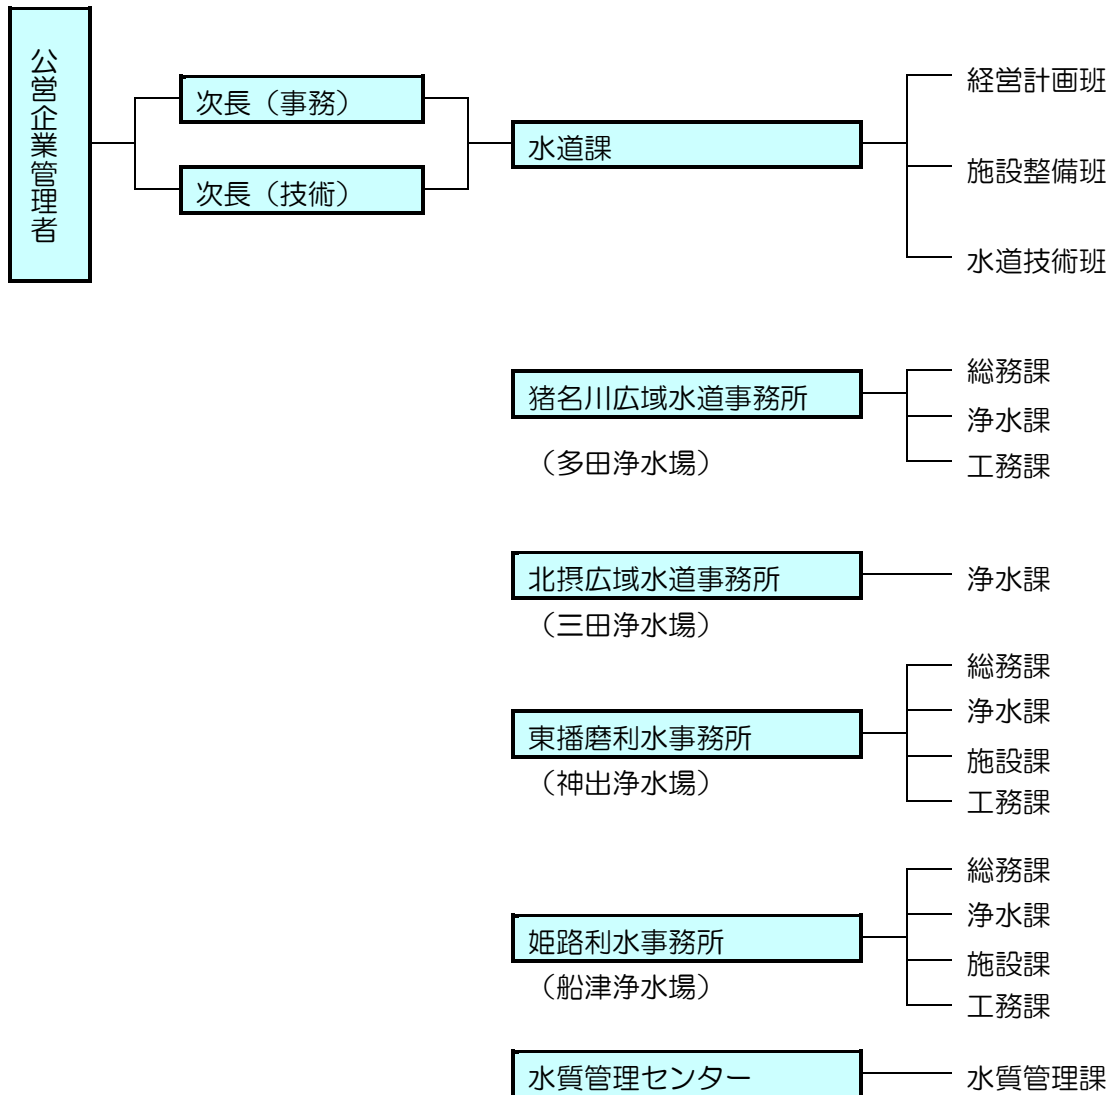 公営企業管理者
次長（事務）
次長（技術）
水道課
経営計画班
施設整備班
水道技術班
猪名川広域水道事務所
（多田浄水場）
総務課
浄水課
工務課
北摂広域水道事務所
（三田浄水場）
浄水課
東播磨利水事務所
（神出浄水場）
総務課
浄水課
施設課
工務課
姫路利水事務所
（船津浄水場）
総務課
浄水課
施設課
工務課
水質管理センター
水質管理課